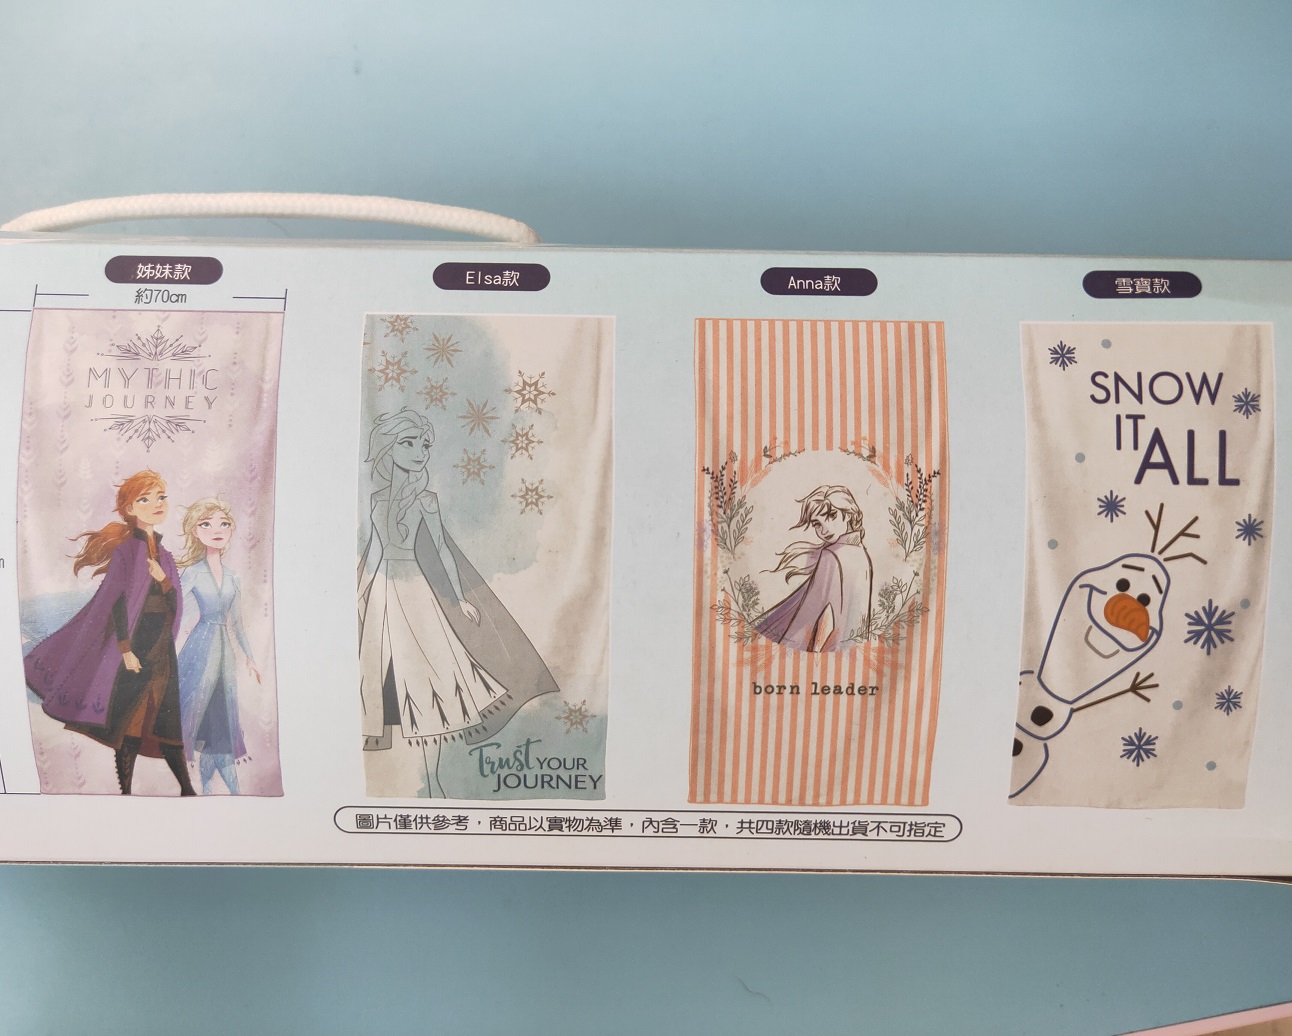 姊妹款
約70cm
MYTHIC
JOURNEY
Elsa款
Trust YOUR
JOURNEY
Anna款
born leader
雪寶款
SNOW
IT ALL
圖片僅供參考，商品以實物為準，內含一款，共四款隨機出貨不可指定